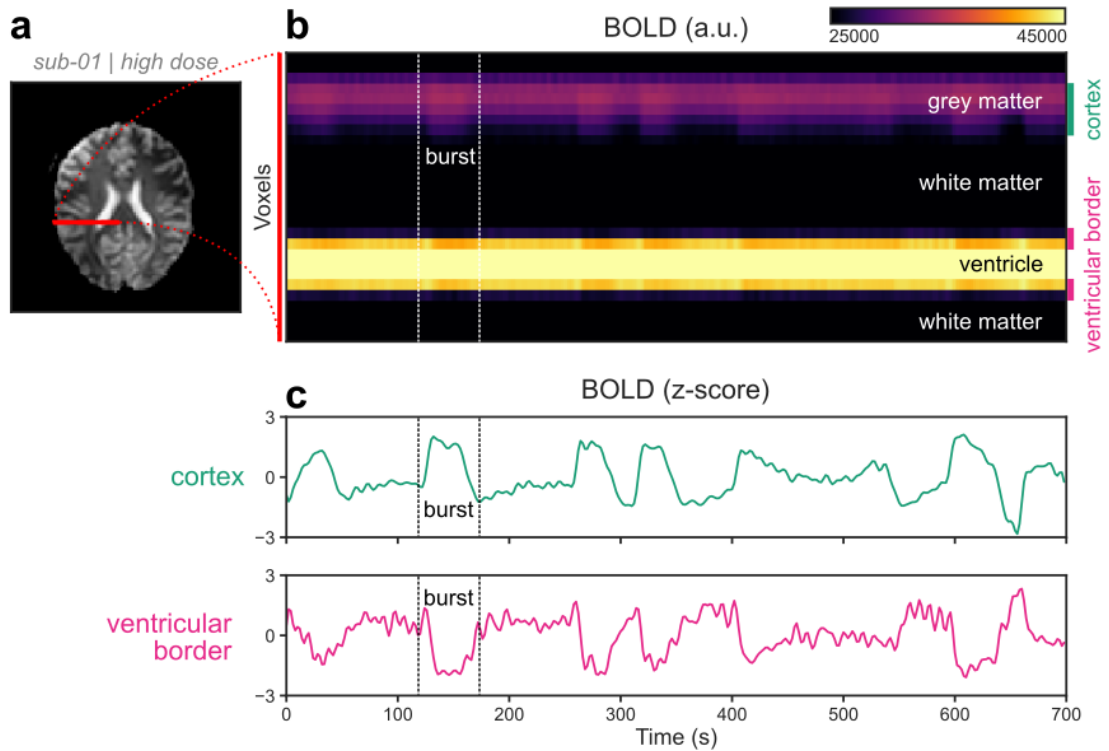 a
sub-01 | high dose
b
BOLD (a.u.)
25000
45000
Voxels
grey matter
burst
white matter
ventricle
white matter
cortex
ventricular border
c
BOLD (z-score)
cortex
3
0
−3
burst
ventricular
border
3
0
−3
burst
0 100 200 300 400 500 600 700
Time (s)